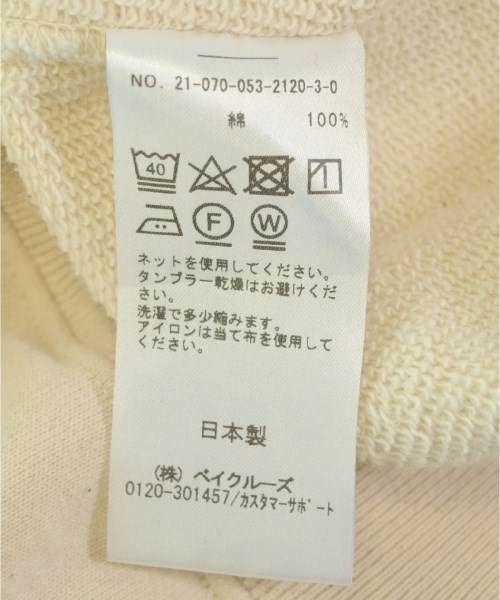 NO. 21-070-053-2120-3-0
綿 100%
40
F W
ネットを使用してください。
タンブラー乾燥はお避けくだ
さい。
洗濯で多少縮みます。
アイロンは当て布を使用して
ください。
日本製
(株) ベイクルーズ
0120-301457/カスタマーサポート